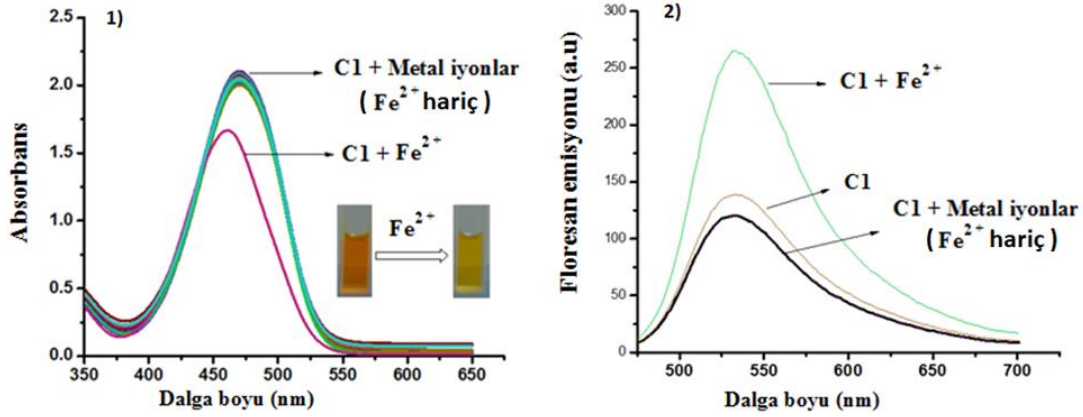 1)
Absorbans
2.5
2.0
1.5
1.0
0.5
0.0
C1 + Metal iyonlar
( Fe²⁺ hariç )
C1 + Fe²⁺
Fe²⁺
350 400 450 500 550 600 650
Dalga boyu (nm)
2)
Floresan emisyonu (a.u)
300
250
200
150
100
50
0
C1 + Fe²⁺
C1
C1 + Metal iyonlar
( Fe²⁺ hariç )
500 550 600 650 700
Dalga boyu (nm)